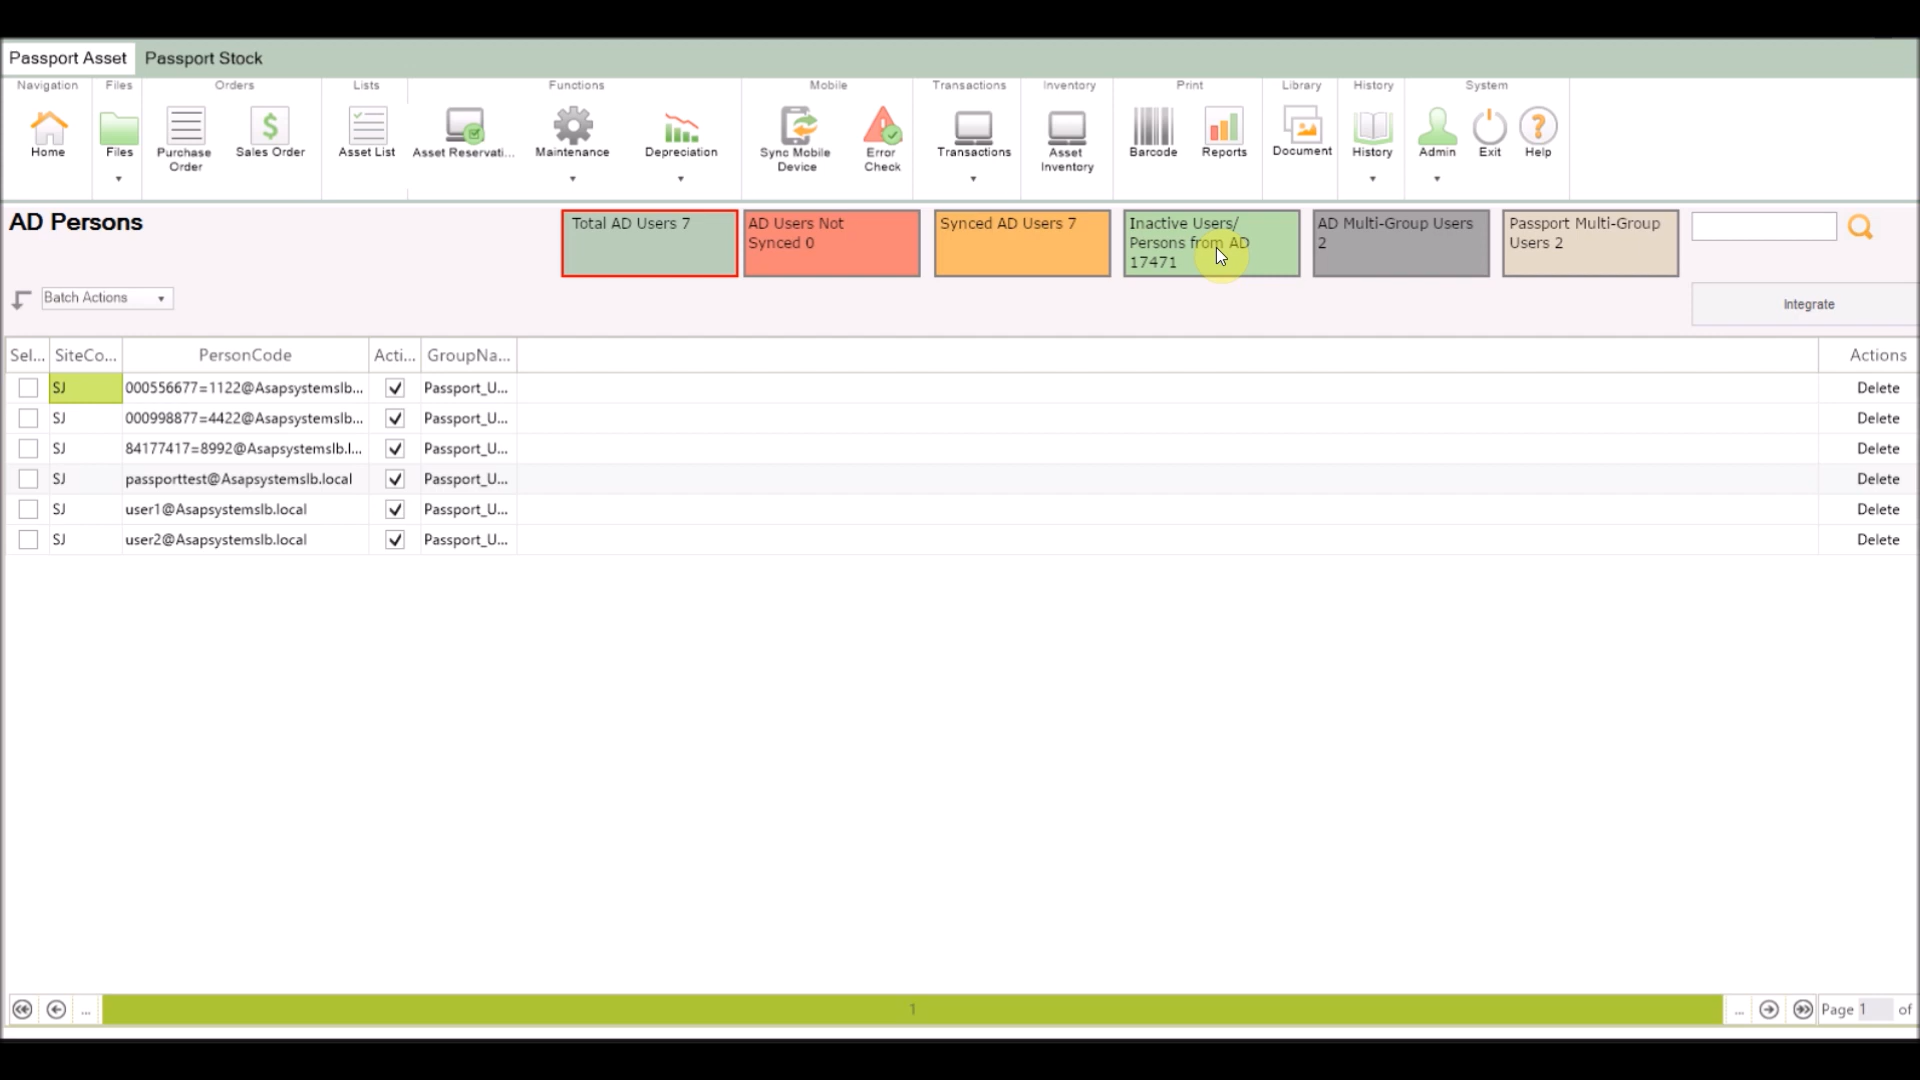 Passport Asset Passport Stock
Navigation Files Orders Lists Functions Mobile Transactions Inventory Print Library History System
Home
Files
Purchase
Order
Sales Order
Asset List
Asset Reservati...
Maintenance
Depreciation
Sync Mobile
Device
Error
Check
Transactions
Asset
Inventory
Barcode
Reports
Document
History
Admin
Exit
Help
AD Persons
Total AD Users 7
AD Users Not
Synced 0
Synced AD Users 7
Inactive Users/
Persons from AD
17471
AD Multi-Group Users
2
Passport Multi-Group
Users 2
Batch Actions
Integrate
Sel... SiteCo... PersonCode Acti... GroupNa... Actions
SJ 000556677=1122@Asapsystemslb... Passport_U... Delete
SJ 000998877=4422@Asapsystemslb... Passport_U... Delete
SJ 84177417=8992@Asapsystemslb.l... Passport_U... Delete
SJ passporttest@Asapsystemslb.local Passport_U... Delete
SJ user1@Asapsystemslb.local Passport_U... Delete
SJ user2@Asapsystemslb.local Passport_U... Delete
... 1 ... Page 1 of